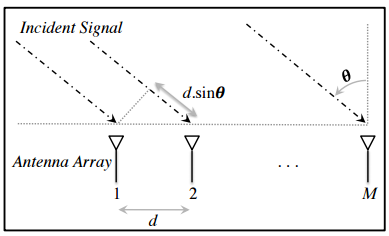 Incident Signal
θ
d.sinθ
Antenna Array
. . .
1 2 M
d